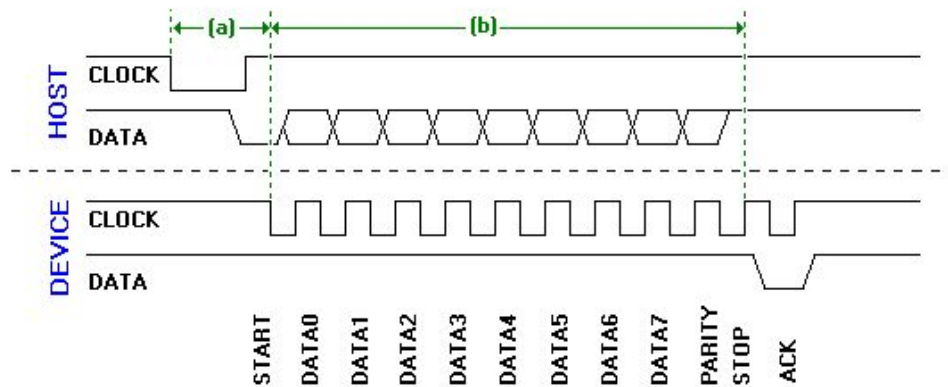 (a)
(b)
HOST
CLOCK
DATA
DEVICE
CLOCK
DATA
START
DATA0
DATA1
DATA2
DATA3
DATA4
DATA5
DATA6
DATA7
PARITY
STOP
ACK